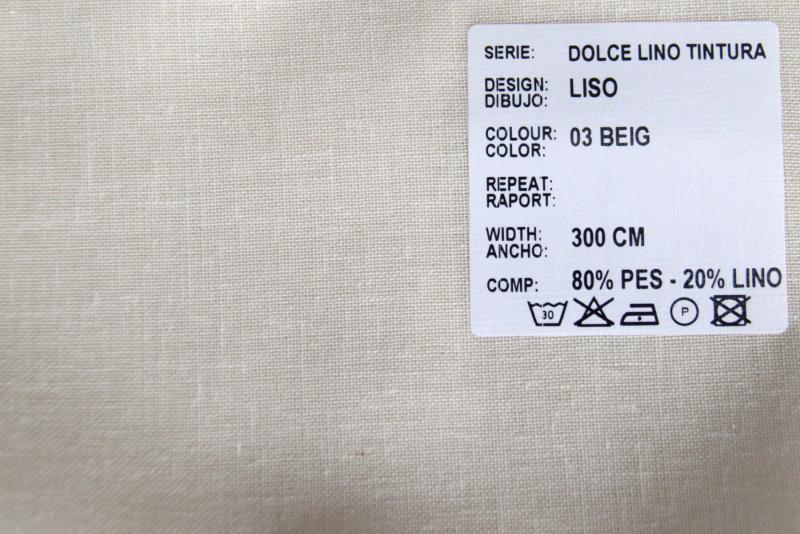 SERIE: DOLCE LINO TINTURA
DESIGN: LISO
DIBUJO:
COLOUR: 03 BEIG
COLOR:
REPEAT:
RAPORT:
WIDTH: 300 CM
ANCHO:
COMP: 80% PES - 20% LINO
30 P